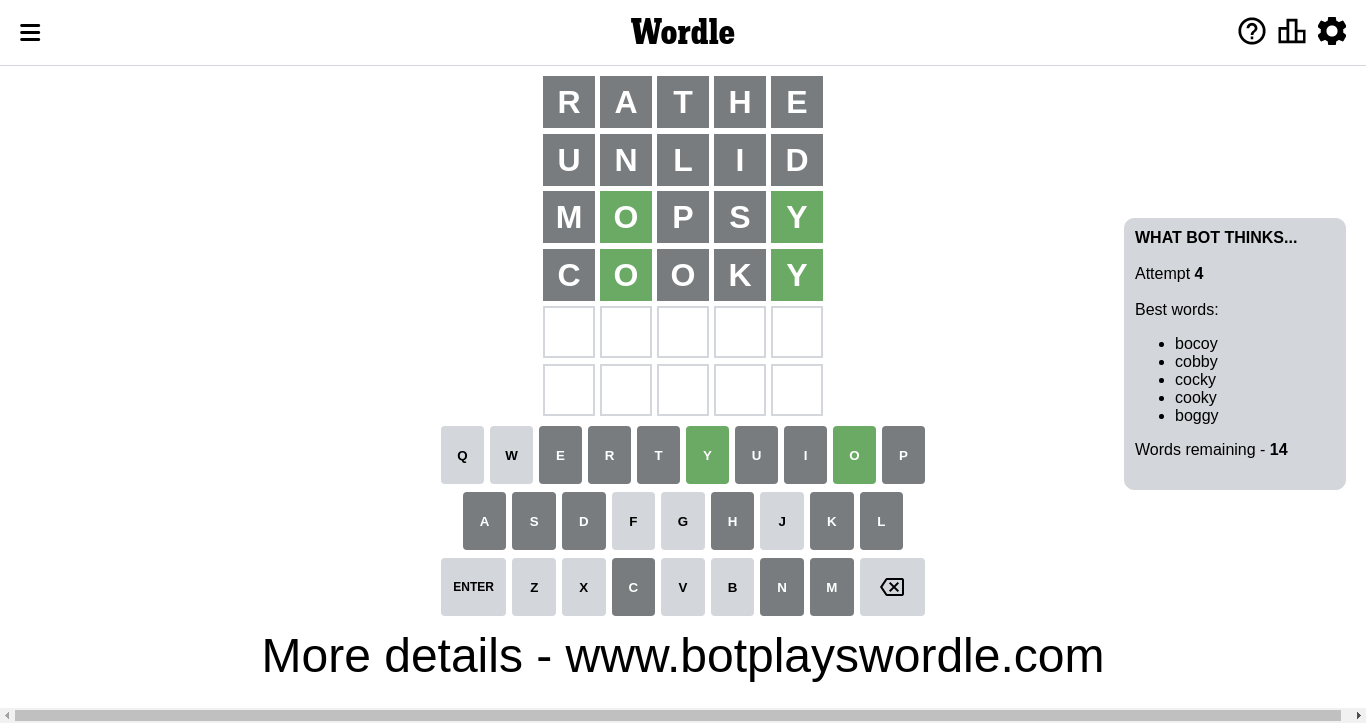 Wordle
R A T H E
U N L I D
M O P S Y
C O O K Y
WHAT BOT THINKS...
Attempt 4
Best words:
• bocoy
• cobby
• cocky
• cooky
• boggy
Words remaining - 14
Q W E R T Y U I O P
A S D F G H J K L
ENTER Z X C V B N M
More details - www.botplayswordle.com